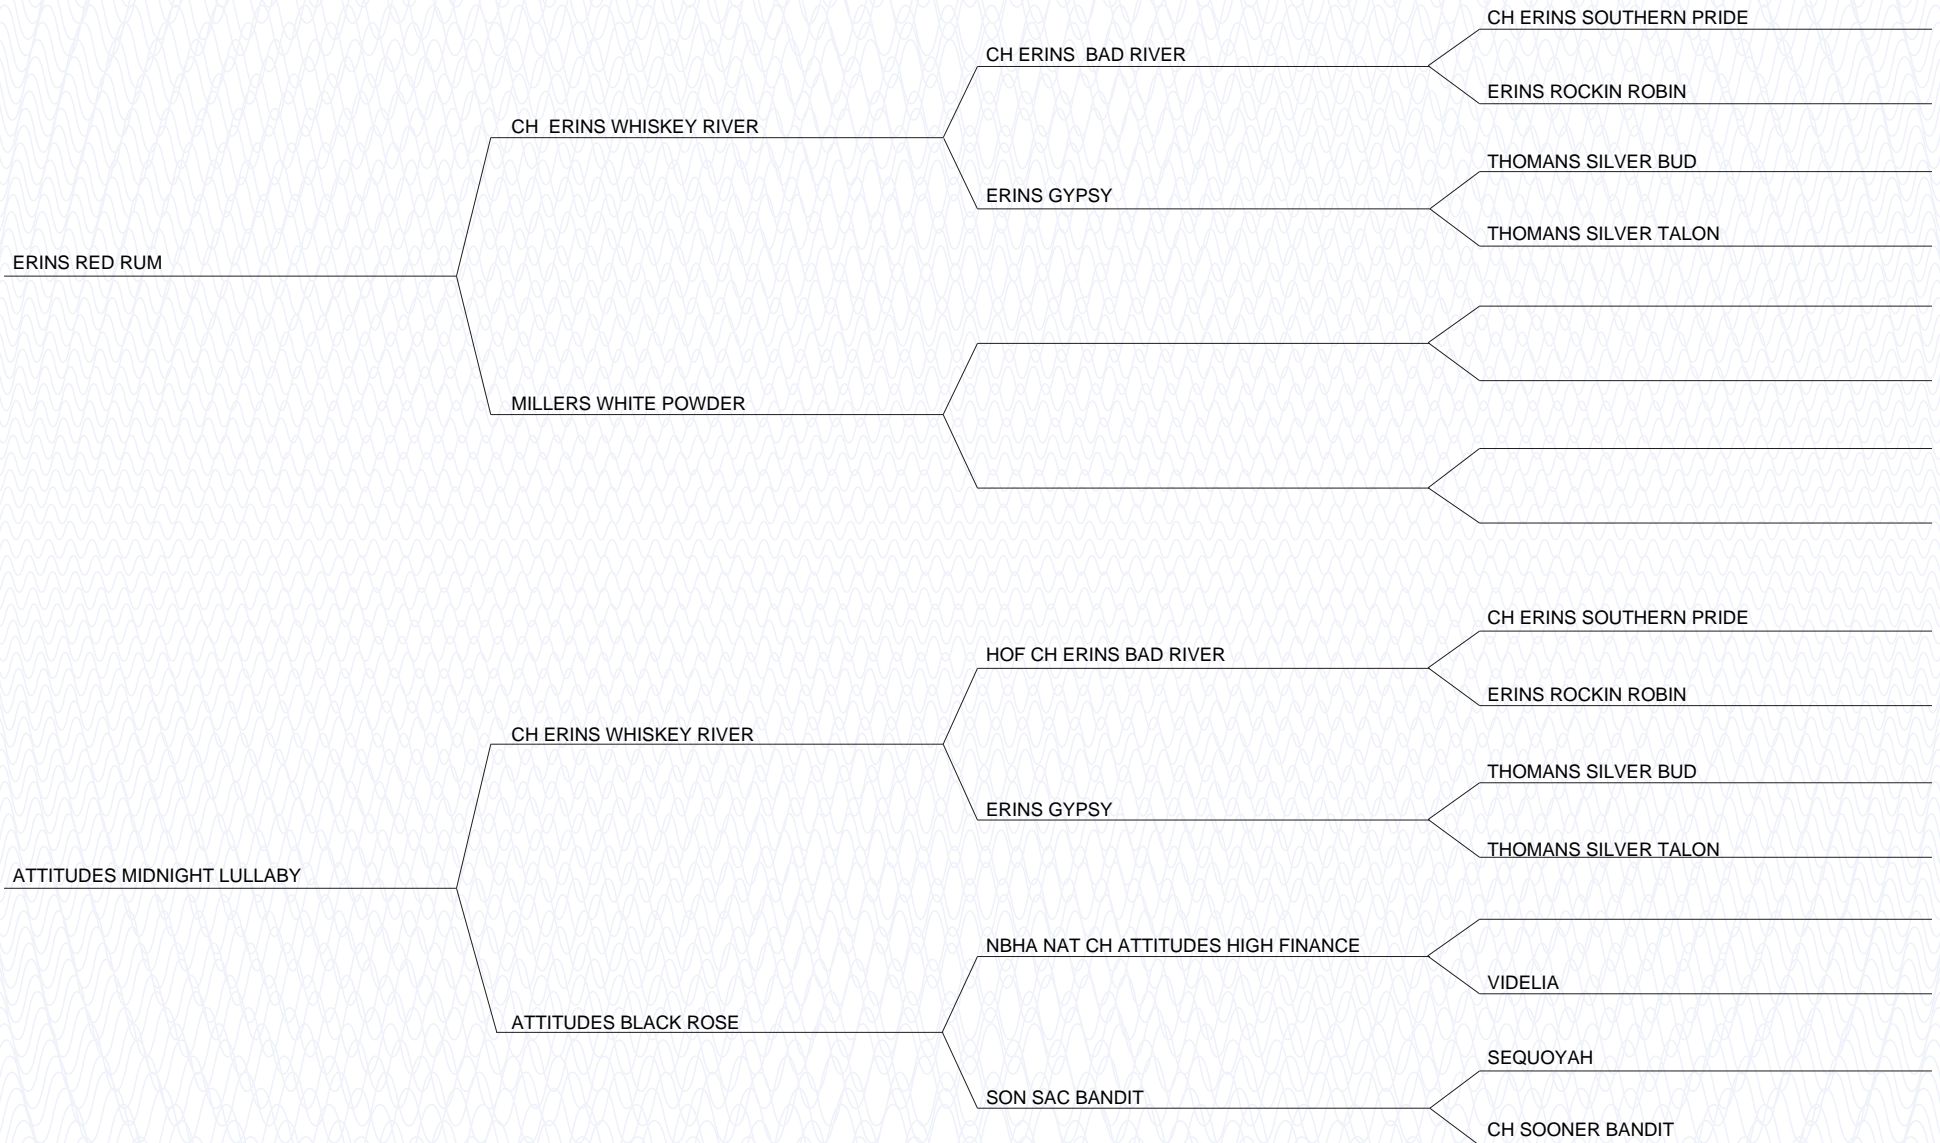 CH ERINS SOUTHERN PRIDE
CH ERINS  BAD RIVER
ERINS ROCKIN ROBIN
CH  ERINS WHISKEY RIVER
THOMANS SILVER BUD
ERINS GYPSY
THOMANS SILVER TALON
ERINS RED RUM
MILLERS WHITE POWDER
CH ERINS SOUTHERN PRIDE
HOF CH ERINS BAD RIVER
ERINS ROCKIN ROBIN
CH ERINS WHISKEY RIVER
THOMANS SILVER BUD
ERINS GYPSY
THOMANS SILVER TALON
ATTITUDES MIDNIGHT LULLABY
NBHA NAT CH ATTITUDES HIGH FINANCE
VIDELIA
ATTITUDES BLACK ROSE
SEQUOYAH
SON SAC BANDIT
CH SOONER BANDIT